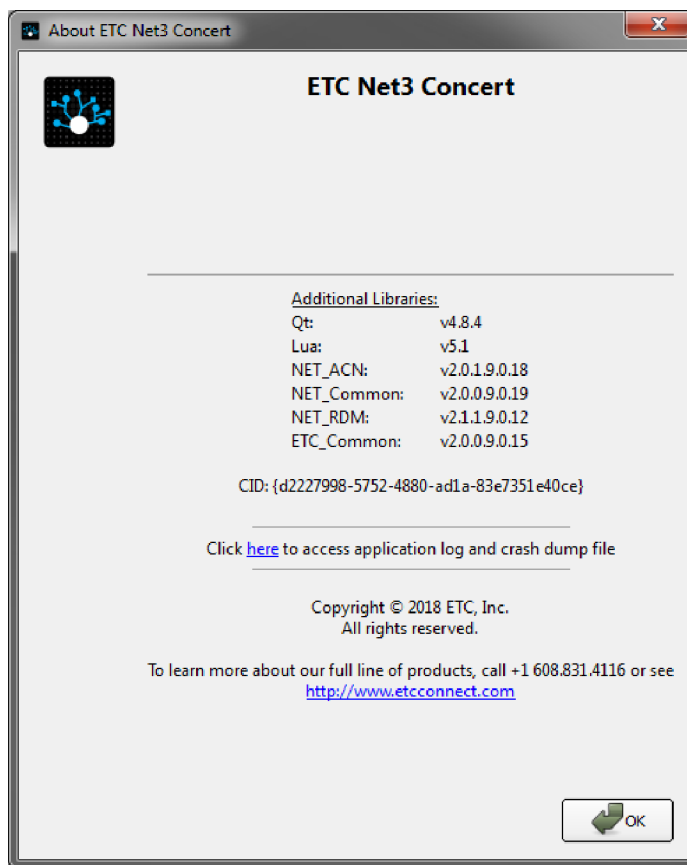 About ETC Net3 Concert
ETC Net3 Concert
Additional Libraries:
Qt: v4.8.4
Lua: v5.1
NET_ACN: v2.0.1.9.0.18
NET_Common: v2.0.0.9.0.19
NET_RDM: v2.1.1.9.0.12
ETC_Common: v2.0.0.9.0.15
CID: {d2227998-5752-4880-ad1a-83e7351e40ce}
Click here to access application log and crash dump file
Copyright © 2018 ETC, Inc.
All rights reserved.
To learn more about our full line of products, call +1 608.831.4116 or see
http://www.etcconnect.com
OK